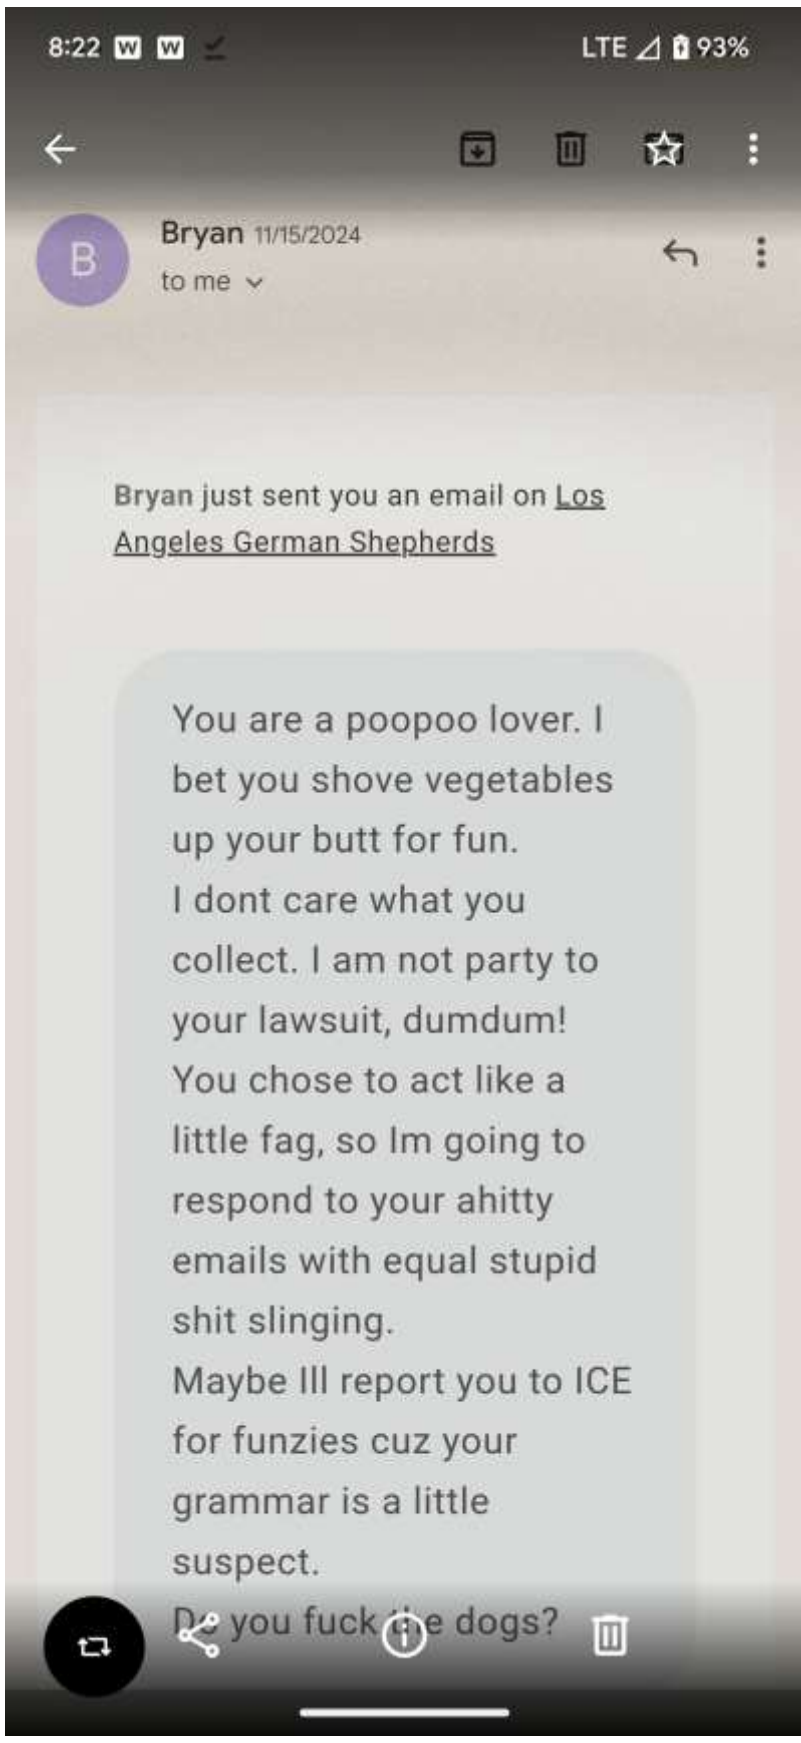 8:22 W W LTE 93%
Bryan 11/15/2024
B
to me
Bryan just sent you an email on Los
Angeles German Shepherds
You are a poopoo lover. I
bet you shove vegetables
up your butt for fun.
I dont care what you
collect. I am not party to
your lawsuit, dumdum!
You chose to act like a
little fag, so Im going to
respond to your ahitty
emails with equal stupid
shit slinging.
Maybe Ill report you to ICE
for funzies cuz your
grammar is a little
suspect.
Do you fuck the dogs?